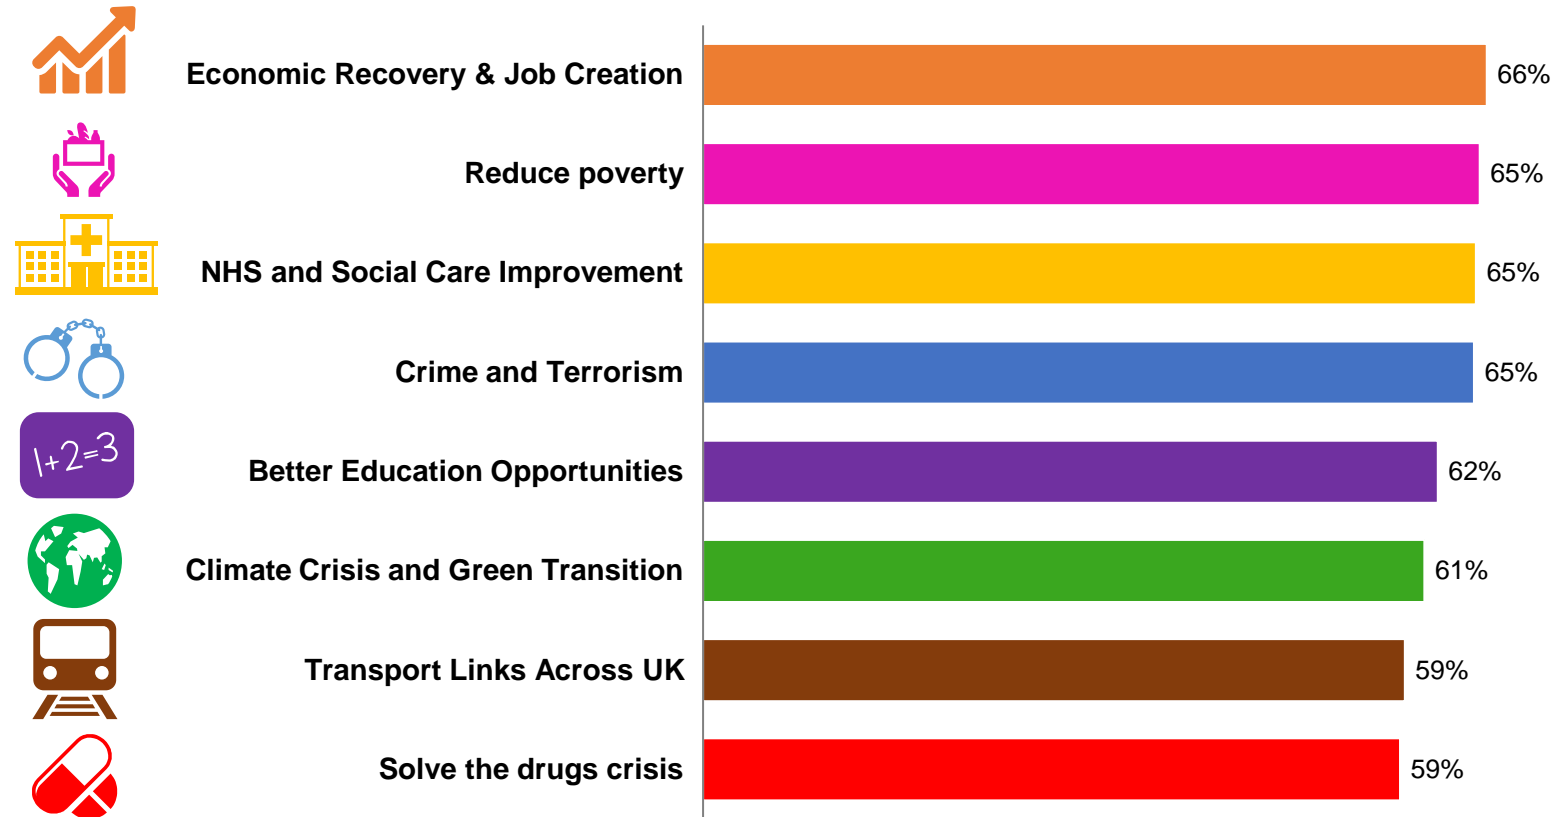 Economic Recovery & Job Creation 66%
Reduce poverty 65%
NHS and Social Care Improvement 65%
Crime and Terrorism 65%
1+2=3
Better Education Opportunities 62%
Climate Crisis and Green Transition 61%
Transport Links Across UK 59%
Solve the drugs crisis 59%